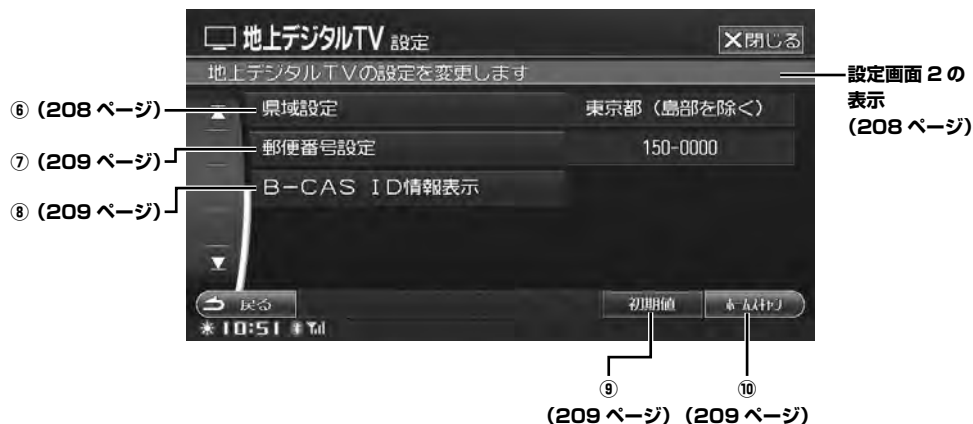 地上デジタルTV 設定
×閉じる
地上デジタルTVの設定を変更します
設定画面 2 の
表示
(208 ページ)
⑥ (208 ページ)
県域設定
東京都(島部を除く)
⑦ (209 ページ)
郵便番号設定
150-0000
⑧ (209 ページ)
B-CAS ID情報表示
戻る
初期値
ホームスキャン
10:51
⑨
(209 ページ)
⑩
(209 ページ)